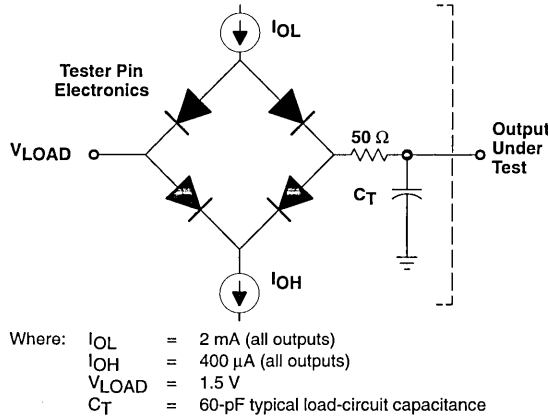 IOL
Tester Pin
Electronics
50 Ω
VLOAD
Output
Under
Test
CT
IOH
Where: IOL = 2 mA (all outputs)
IOH = 400 μA (all outputs)
VLOAD = 1.5 V
CT = 60-pF typical load-circuit capacitance